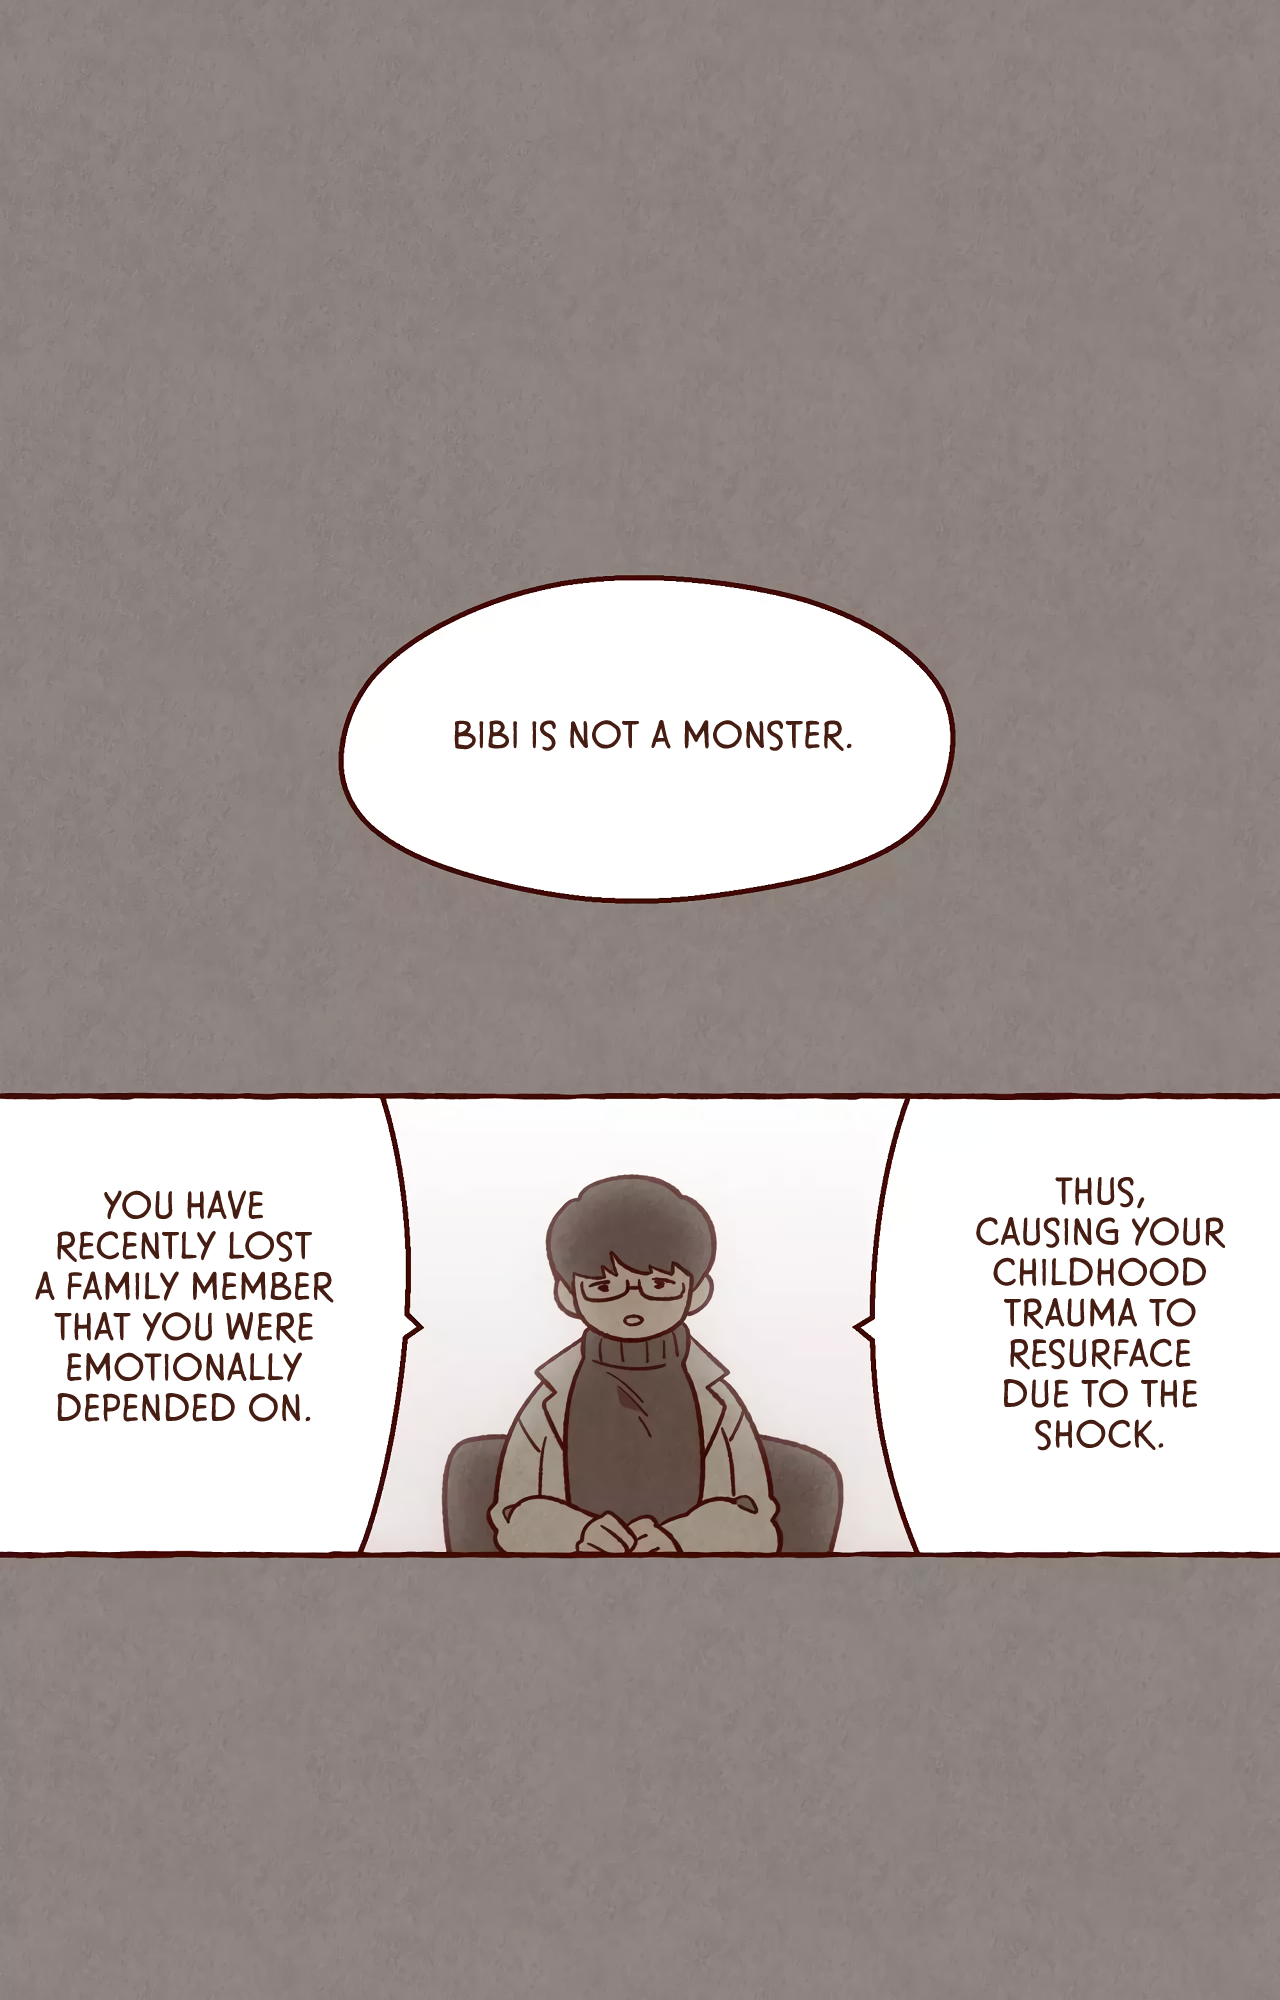 BIBI IS NOT A MONSTER.
YOU HAVE
RECENTLY LOST
A FAMILY MEMBER
THAT YOU WERE
EMOTIONALLY
DEPENDED ON.
THUS,
CAUSING YOUR
CHILDHOOD
TRAUMA TO
RESURFACE
DUE TO THE
SHOCK.